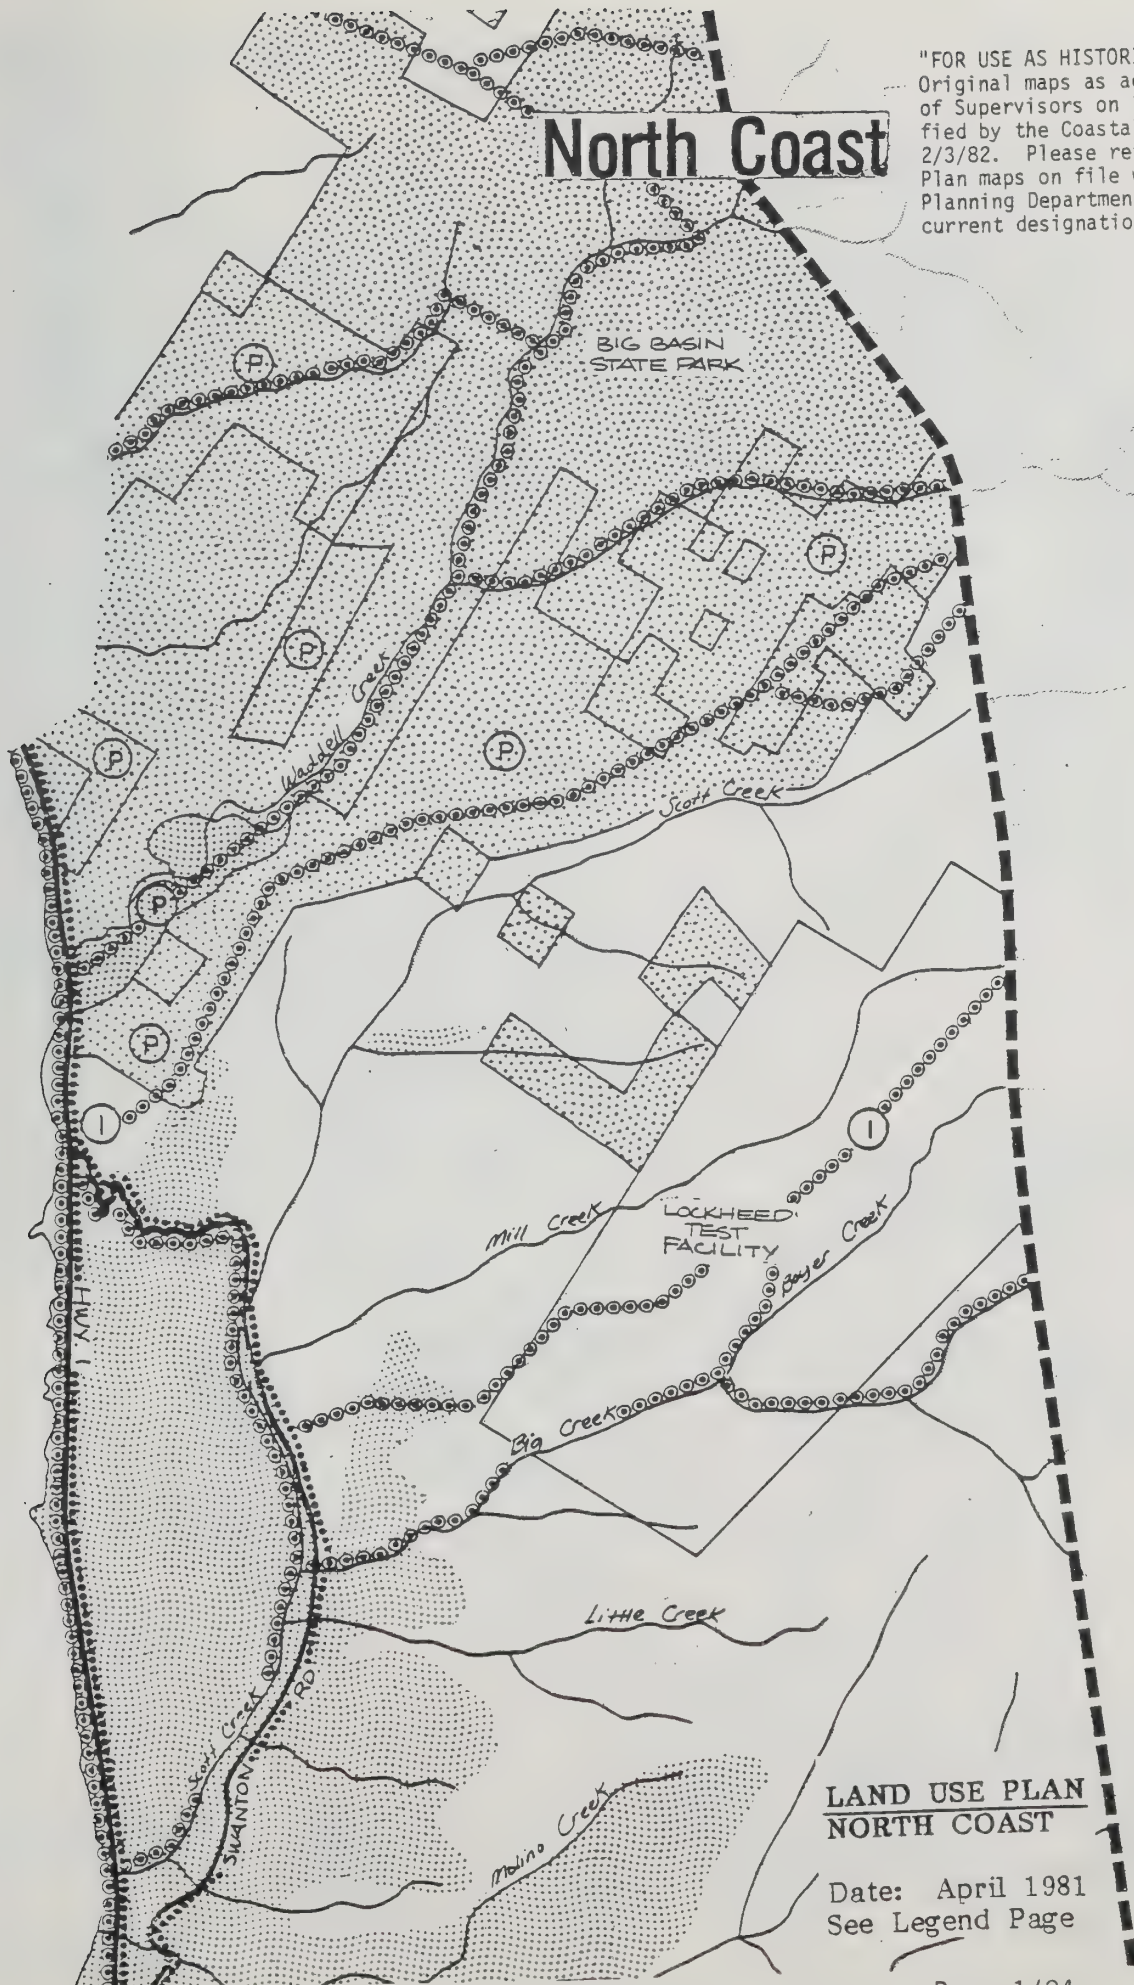 "FOR USE AS HISTORI
Original maps as a
of Supervisors on
fied by the Coasta
2/3/82. Please re
Plan maps on file
Planning Departmen
current designatio
North Coast
BIG BASIN
STATE PARK
P
P
P
P
P
Waddell Creek
Scott Creek
P
P
I
I
Mill Creek
LOCKHEED
TEST
FACILITY
Boyer Creek
HWY 1
Big Creek
Little Creek
Scott Creek
SWANTON RD
Molino Creek
LAND USE PLAN
NORTH COAST
Date: April 1981
See Legend Page